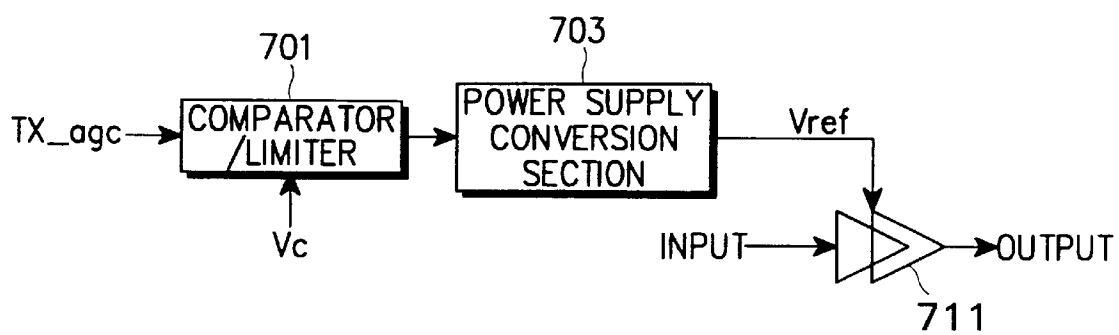 701
703
TX_agc
COMPARATOR
/LIMITER
POWER SUPPLY
CONVERSION
SECTION
Vref
Vc
INPUT
OUTPUT
711